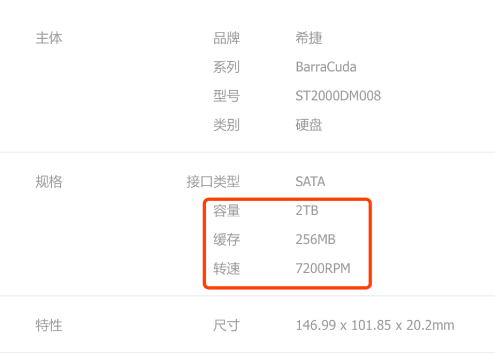 主体 品牌 希捷
系列 BarraCuda
型号 ST2000DM008
类别 硬盘
规格 接口类型 SATA
容量 2TB
缓存 256MB
转速 7200RPM
特性 尺寸 146.99 x 101.85 x 20.2mm